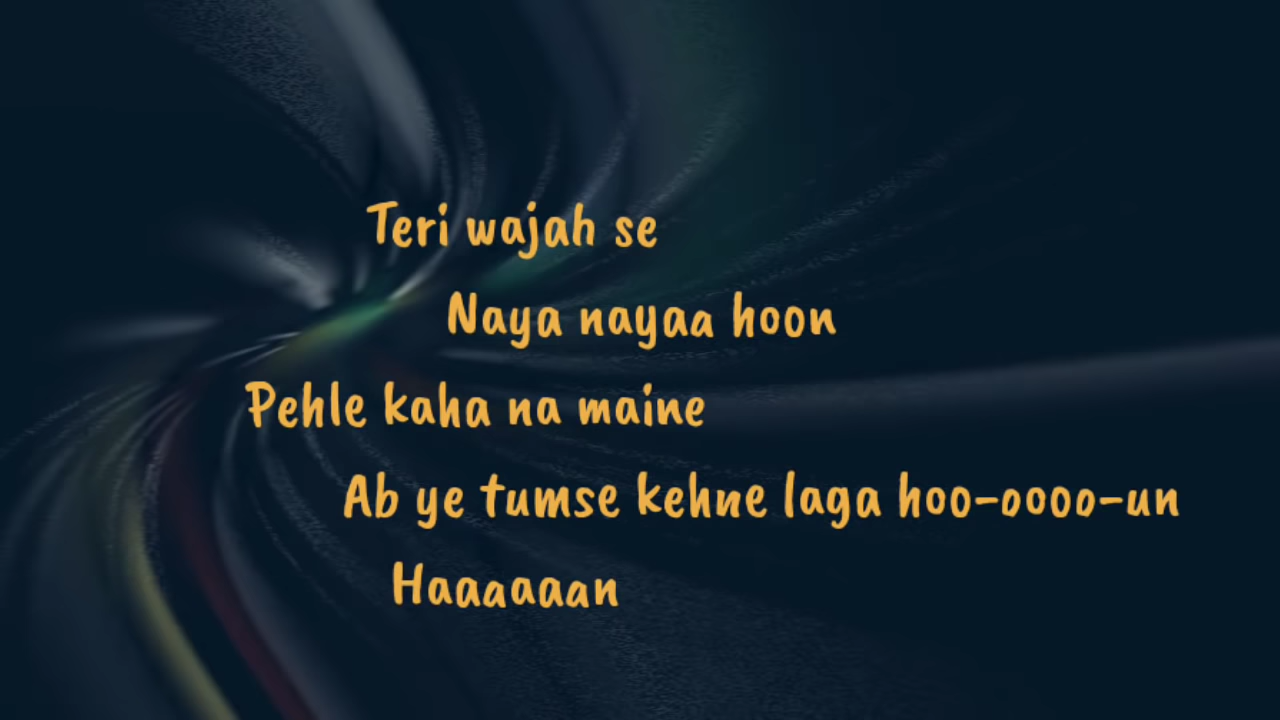 Teri wajah se
Naya nayaa hoon
Pehle kaha na maine
Ab ye tumse kehne laga hoo-oooo-un
Haaaaaan